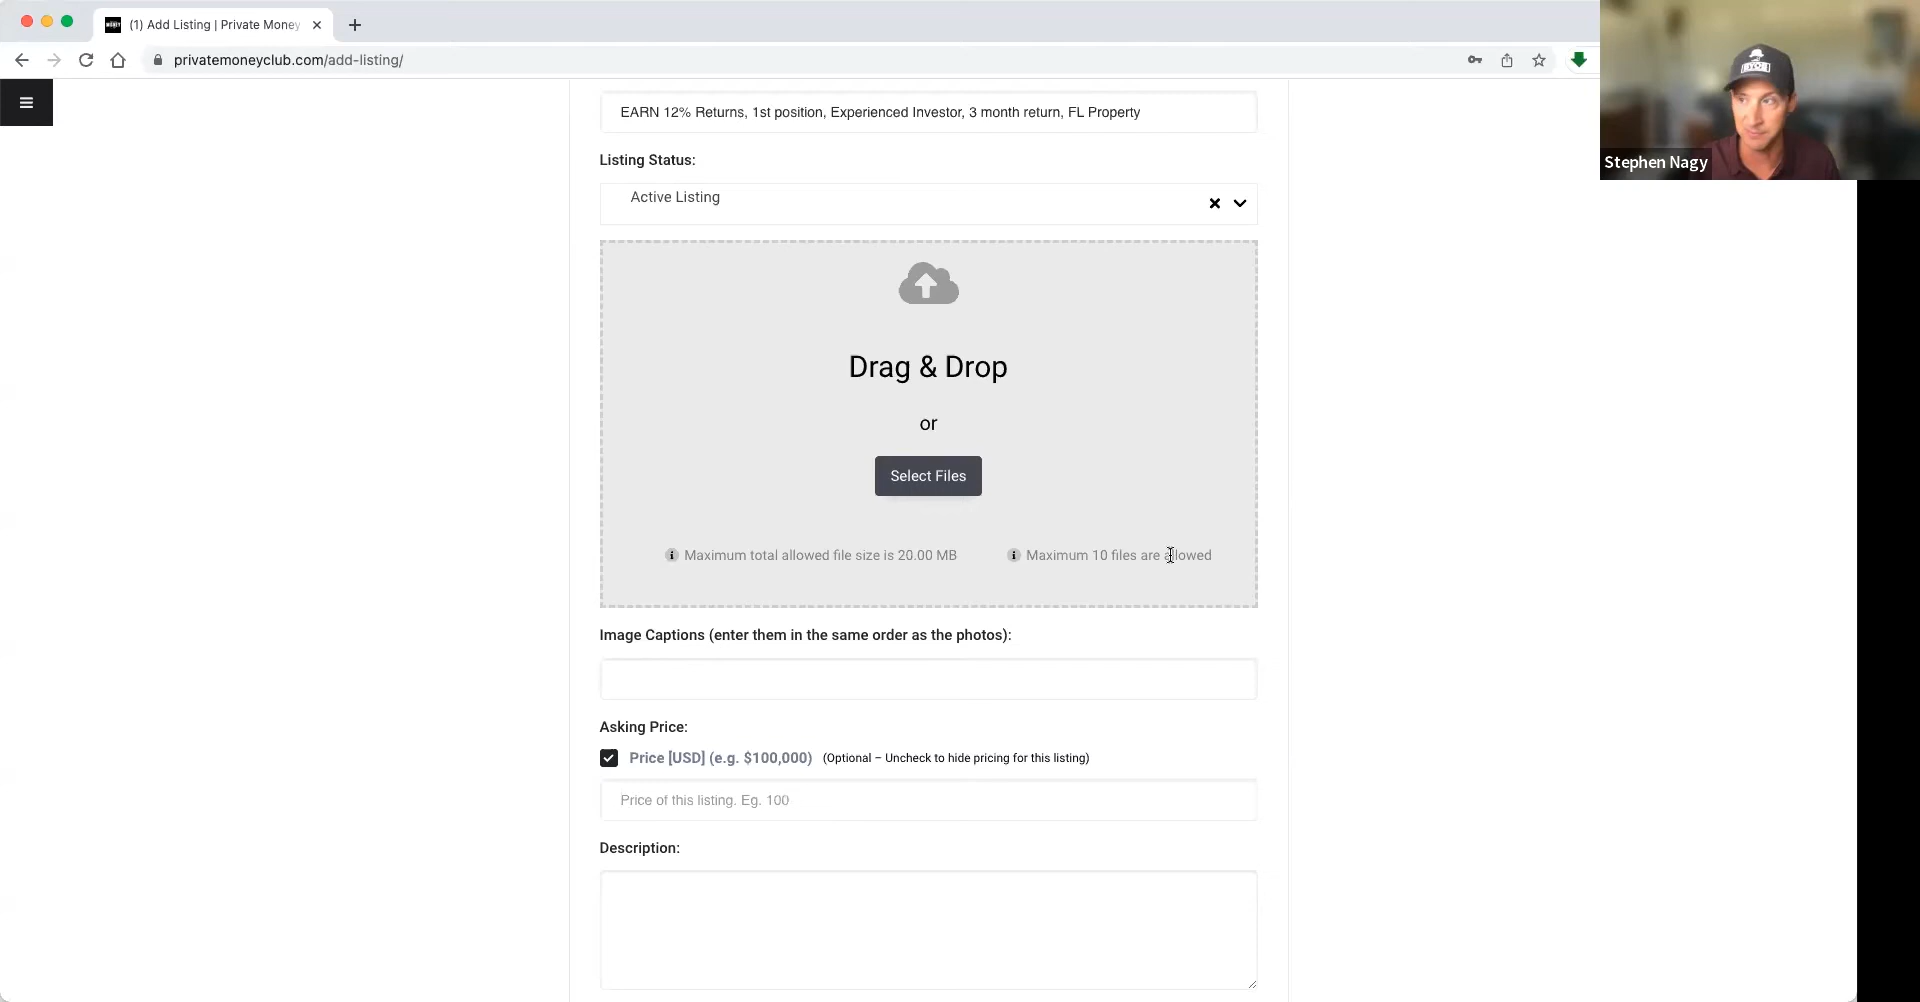 (1) Add Listing | Private Money
privatemoneyclub.com/add-listing/
EARN 12% Returns, 1st position, Experienced Investor, 3 month return, FL Property
Stephen Nagy
Listing Status:
Active Listing
Drag & Drop
or
Select Files
Maximum total allowed file size is 20.00 MB
Maximum 10 files are allowed
Image Captions (enter them in the same order as the photos):
Asking Price:
Price [USD] (e.g. $100,000) (Optional – Uncheck to hide pricing for this listing)
Price of this listing. Eg. 100
Description: